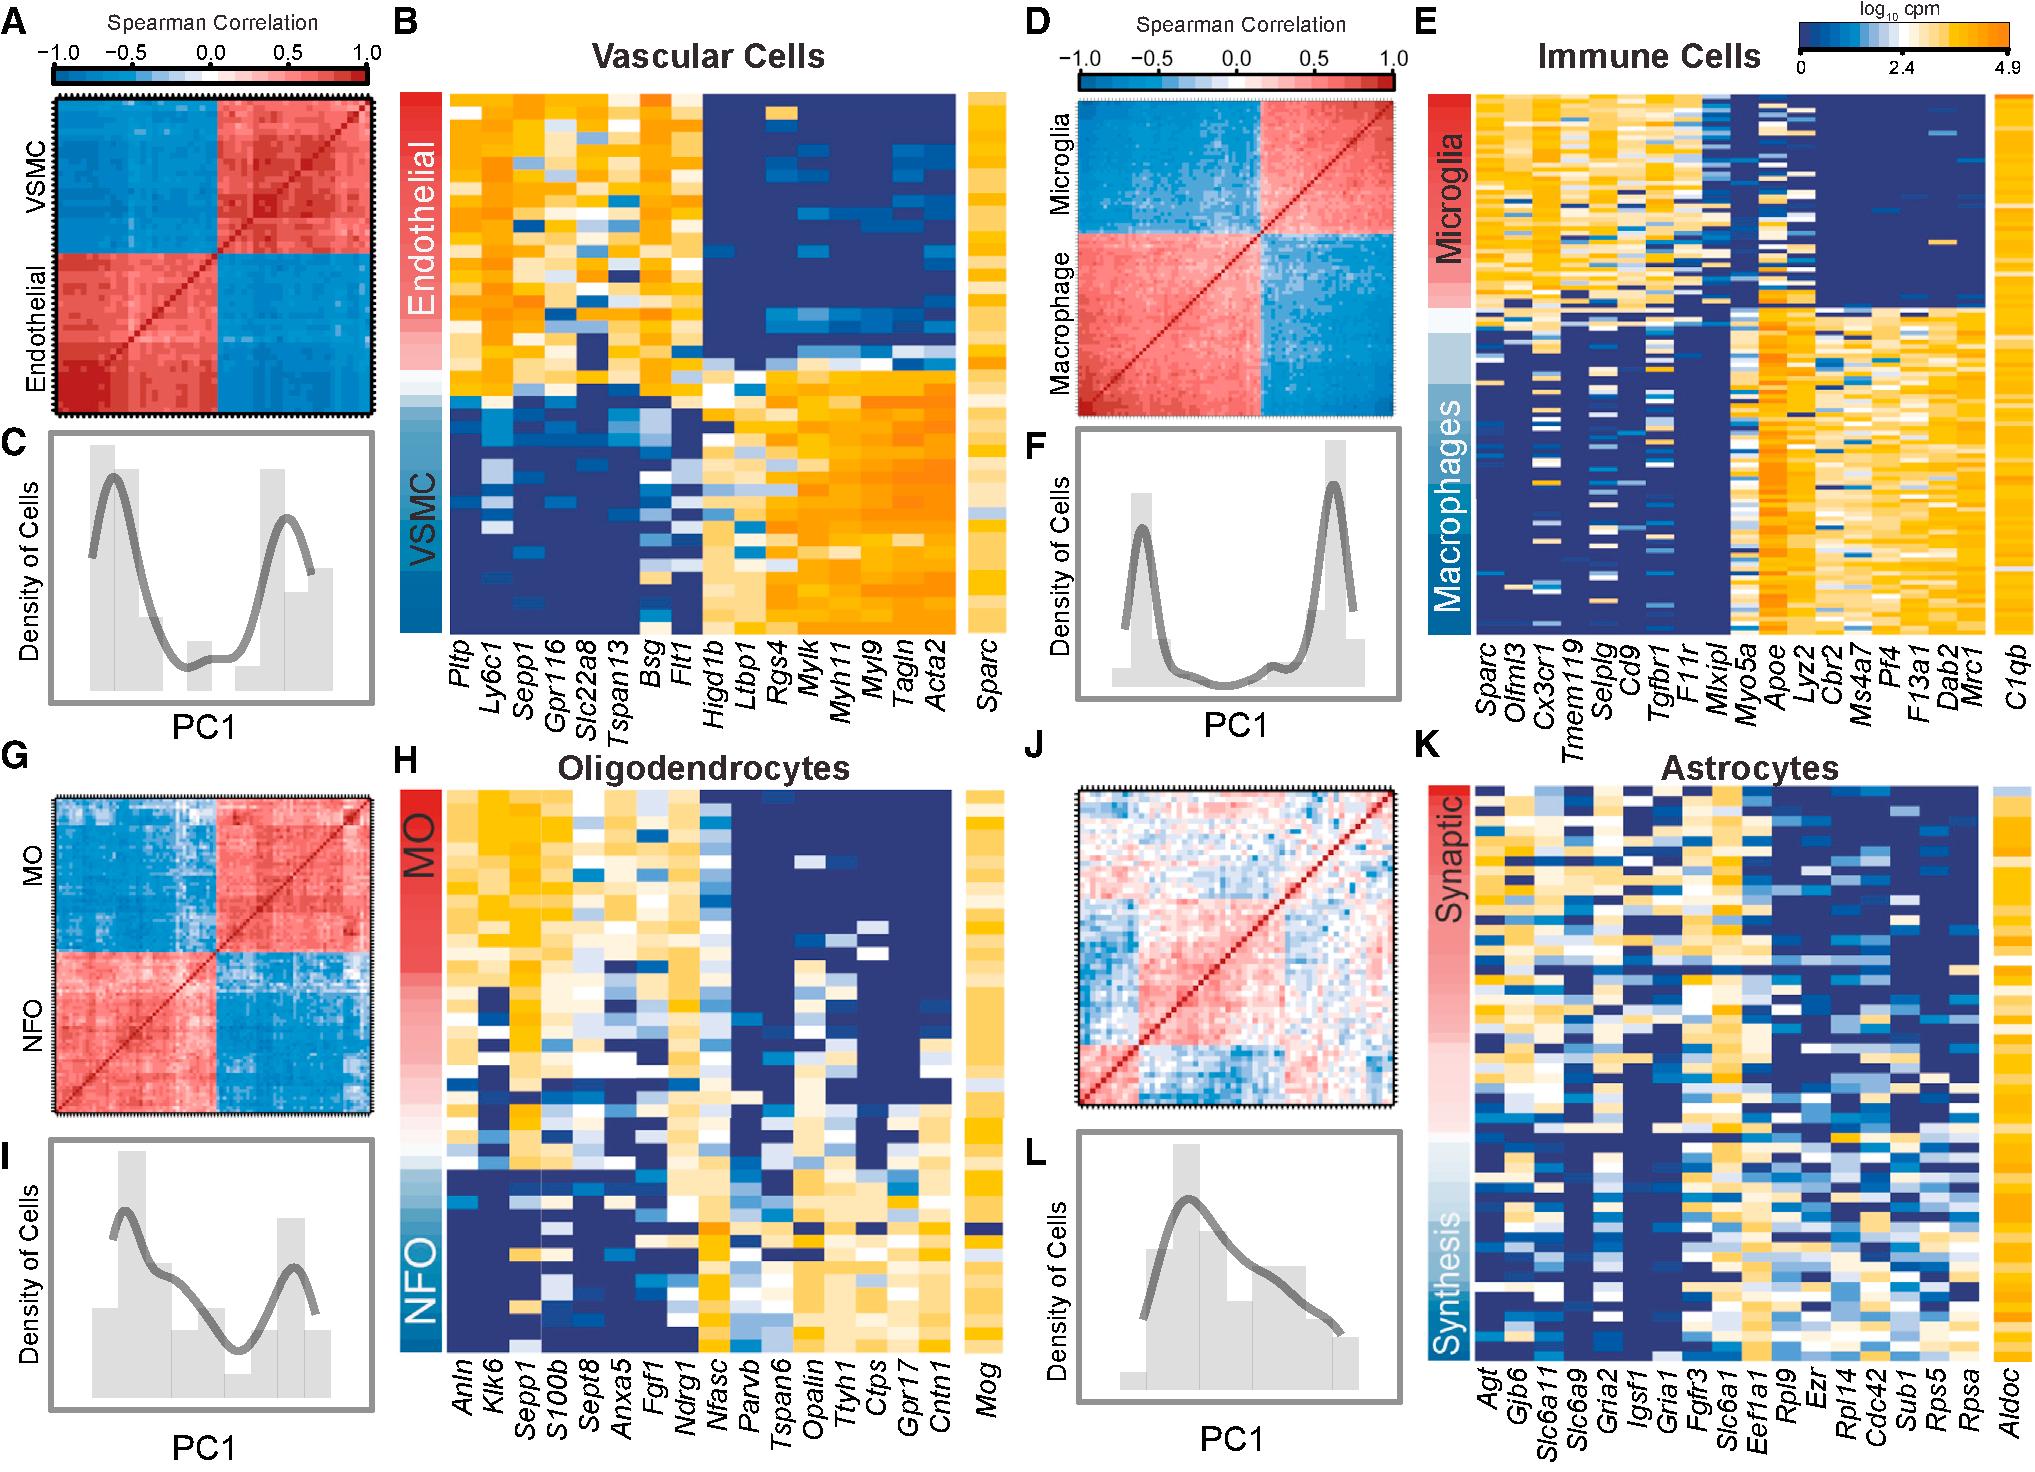 A
Spearman Correlation
−1.0 −0.5 0.0 0.5 1.0
VSMC
Endothelial
B
Vascular Cells
Endothelial
VSMC
Pltp Ly6c1 Sepp1 Gpr116 Slc22a8 Tspan13 Bsg Flt1 Higd1b Ltbp1 Rgs4 Mylk Myh11 Myl9 Tagln Acta2 Sparc
C
Density of Cells
PC1
D
Spearman Correlation
−1.0 −0.5 0.0 0.5 1.0
Microglia
Macrophage
E
Immune Cells
log10 cpm
0 2.4 4.9
Microglia
Macrophages
Sparc Olfml3 Cx3cr1 Tmem119 Selplg Cd9 Tgfbr1 F11r Mlxipl Myo5a Apoe Lyz2 Cbr2 Ms4a7 Pf4 F13a1 Dab2 Mrc1 C1qb
F
Density of Cells
PC1
G
MO
NFO
H
Oligodendrocytes
MO
NFO
Anln Klk6 Sepp1 S100b Sept8 Anxa5 Fgf1 Ndrg1 Nfasc Parvb Tspan6 Opalin Ttyh1 Ctps Gpr17 Cntn1 Mog
I
Density of Cells
PC1
J
K
Astrocytes
Synaptic
Synthesis
Agt Gjb6 Slc6a11 Slc6a9 Gria2 Igsf1 Gria1 Fgfr3 Slc6a1 Eef1a1 Rpl9 Ezr Rpl14 Cdc42 Sub1 Rps5 Rpsa Aldoc
L
Density of Cells
PC1